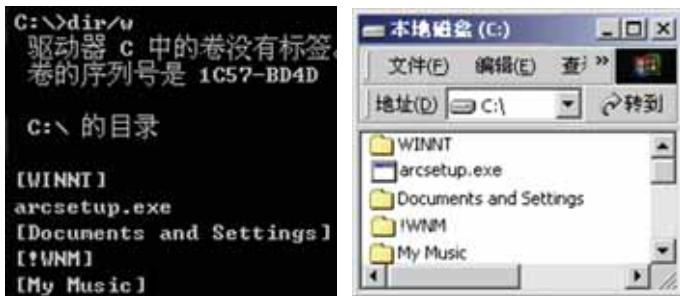 C:\>dir/w
驱动器 C 中的卷没有标签。
卷的序列号是 1C57-BD4D
C:\ 的目录
[WINNT]
arcsetup.exe
[Documents and Settings]
[!WNM]
[My Music]
本地磁盘 (C:)
文件(F) 编辑(E) 查 »
地址(D) C:\ 转到
WINNT
arcsetup.exe
Documents and Settings
!WNM
My Music